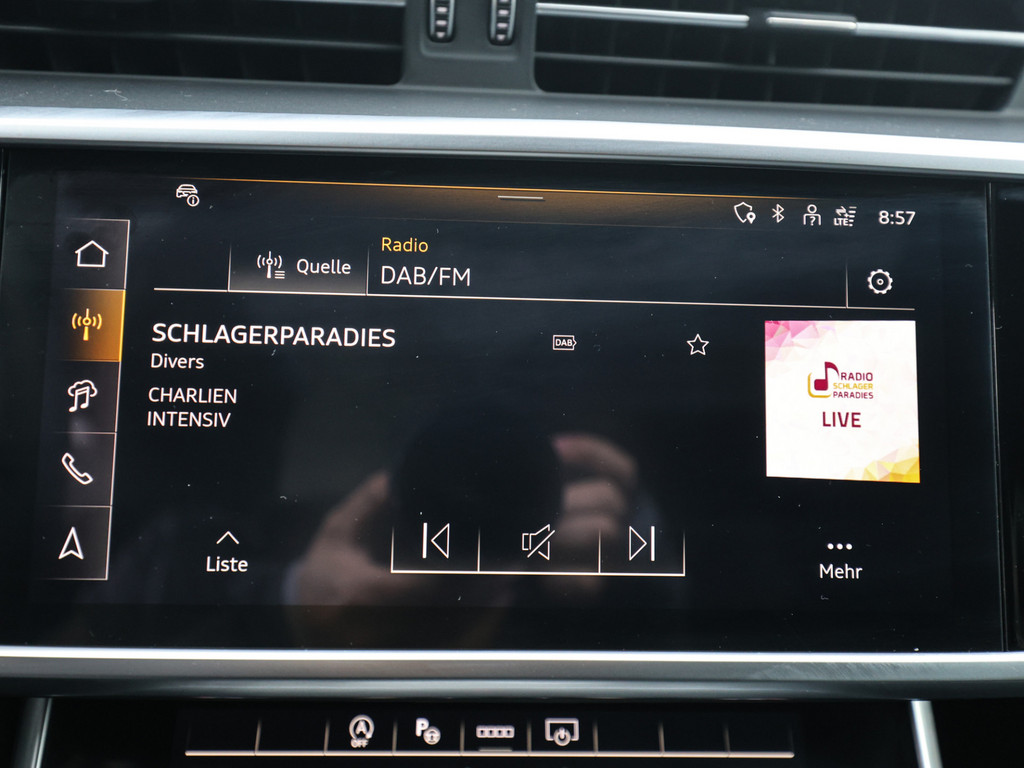 LTE
8:57
Quelle
Radio
DAB/FM
SCHLAGERPARADIES
Divers
CHARLIEN
INTENSIV
DAB
RADIO
SCHLAGER
PARADIES
LIVE
Liste
Mehr
A
OFF
P